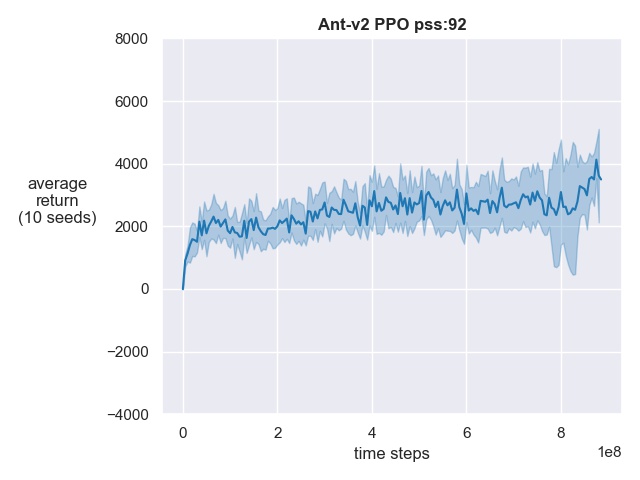 Ant-v2 PPO pss:92
8000
6000
4000
2000
0
−2000
−4000
average
return
(10 seeds)
0 2 4 6 8
1e8
time steps